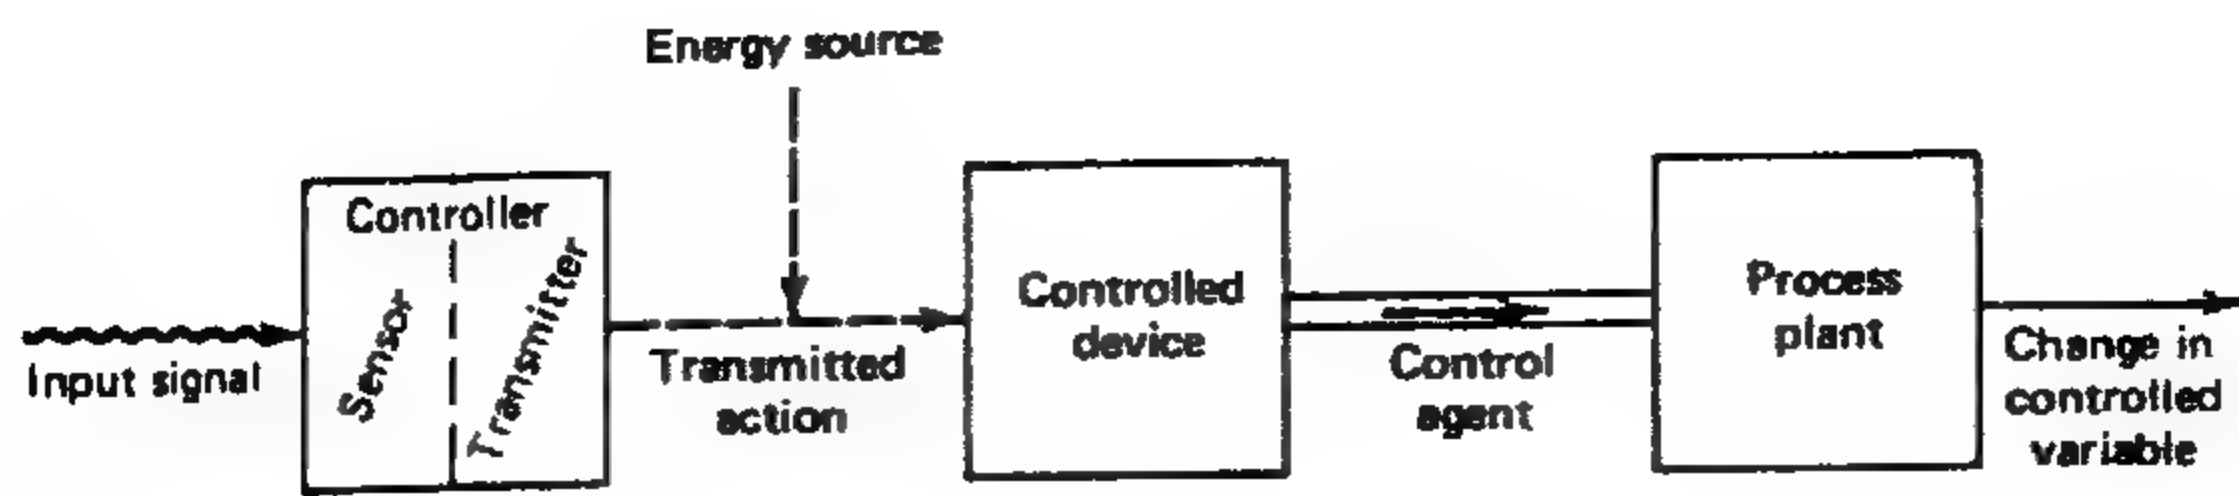 Energy source
Controller
Sensor
Transmitter
Input signal
Transmitted
action
Controlled
device
Control
agent
Process
plant
Change in
controlled
variable